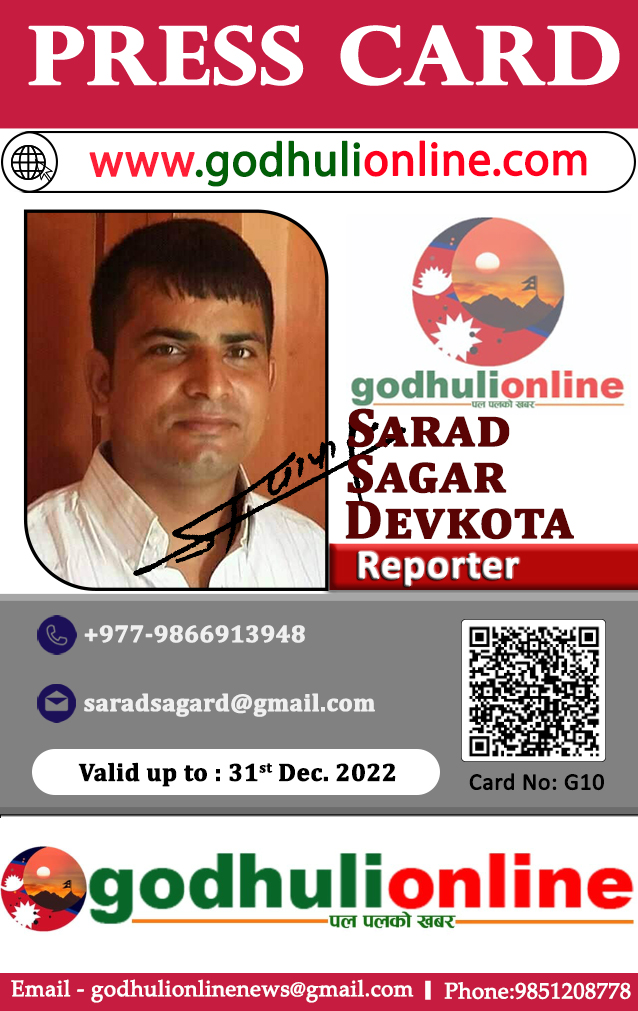 PRESS CARD
www.godhulionline.com
godhulionline
पल पलको खबर
SARAD
SAGAR
DEVKOTA
Reporter
+977-9866913948
saradsagard@gmail.com
Valid up to : 31st Dec. 2022
Card No: G10
godhulionline
पल पलको खबर
Email - godhulionlinenews@gmail.com | Phone:9851208778